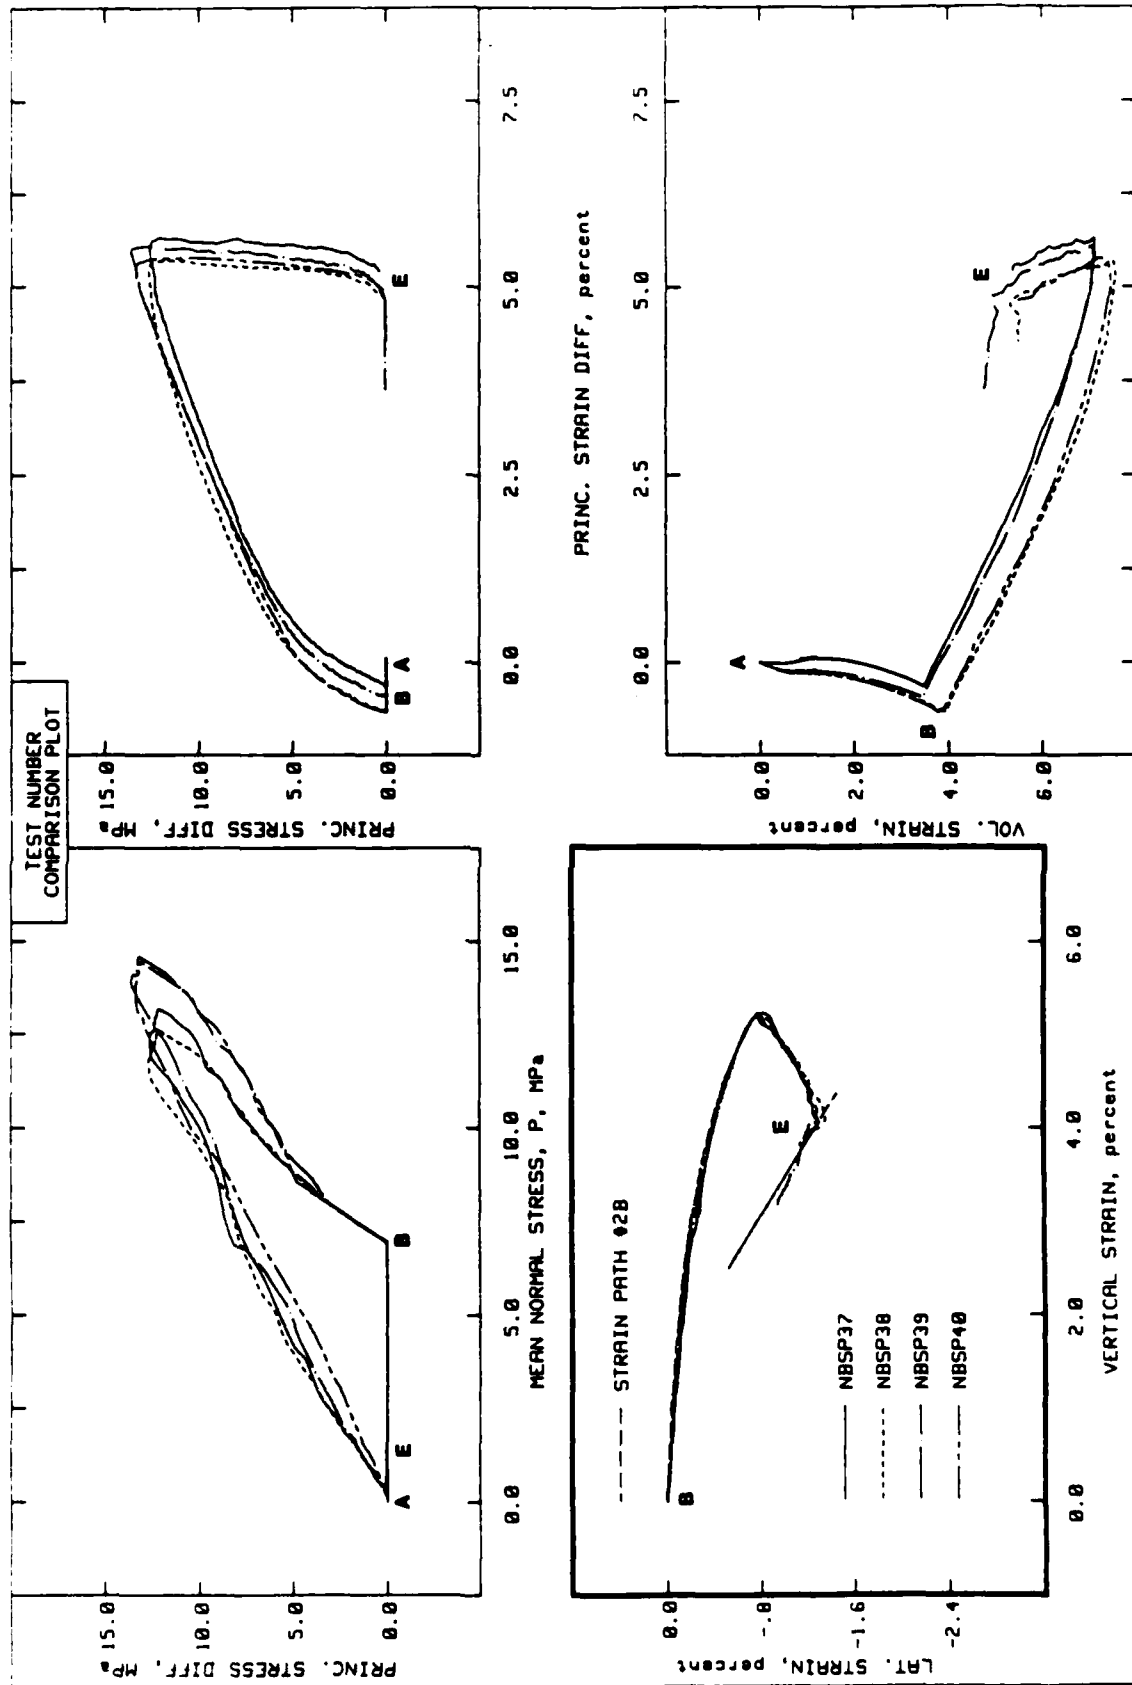 TEST NUMBER
COMPARISON PLOT
PRINC. STRESS DIFF, MPa
15.0
10.0
5.0
0.0
A
E
B
0.0
5.0
10.0
15.0
MEAN NORMAL STRESS, P, MPa
PRINC. STRESS DIFF, MPa
15.0
10.0
5.0
0.0
B
A
E
0.0
2.5
5.0
7.5
PRINC. STRAIN DIFF, percent
LAT. STRAIN, percent
0.0
-.8
-1.6
-2.4
B
E
STRAIN PATH #2B
NBSP37
NBSP38
NBSP39
NBSP40
0.0
2.0
4.0
6.0
VERTICAL STRAIN, percent
VOL. STRAIN, percent
0.0
2.0
4.0
6.0
0.0
2.5
5.0
7.5
A
B
E